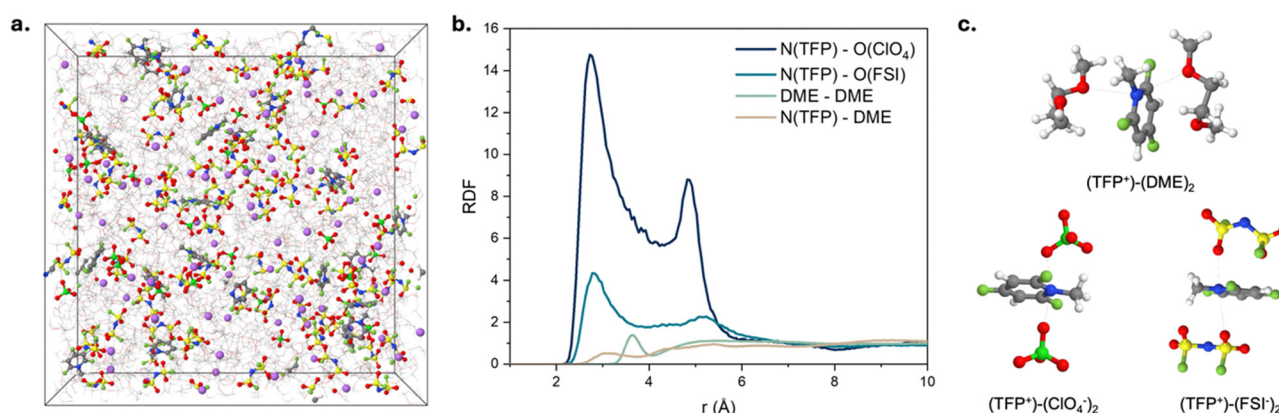 a.
b.
c.
RDF
16
14
12
10
8
6
4
2
0
N(TFP) - O(ClO₄)
N(TFP) - O(FSI)
DME - DME
N(TFP) - DME
2
4
6
8
10
r (Å)
(TFP⁺)-(DME)₂
(TFP⁺)-(ClO₄⁻)₂
(TFP⁺)-(FSI⁻)₂